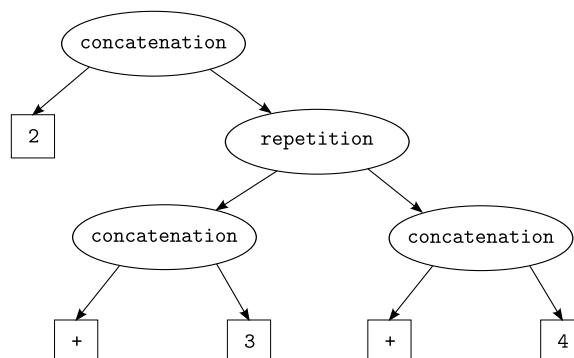 concatenation
2
repetition
concatenation
concatenation
+
3
+
4